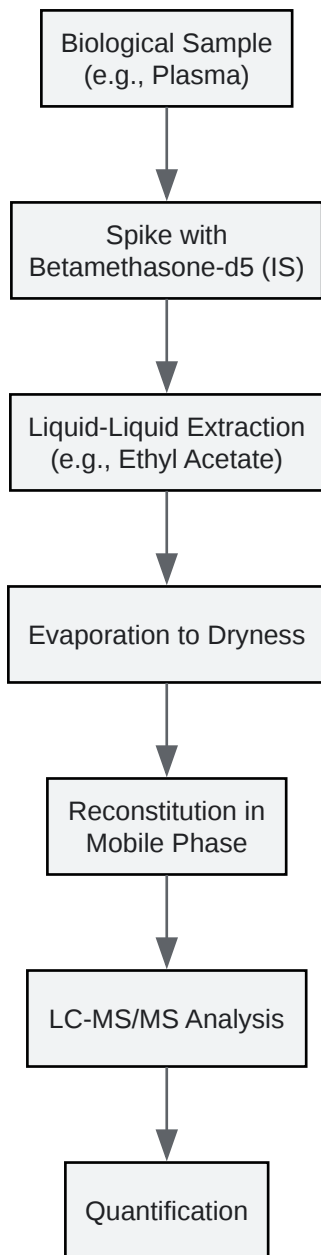 Biological Sample
(e.g., Plasma)
Spike with
Betamethasone-d5 (IS)
Liquid-Liquid Extraction
(e.g., Ethyl Acetate)
Evaporation to Dryness
Reconstitution in
Mobile Phase
LC-MS/MS Analysis
Quantification